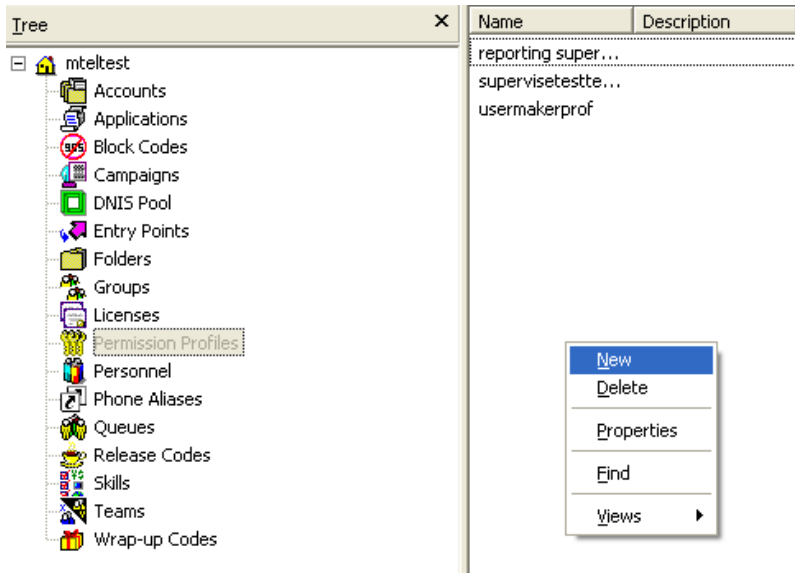 Tree
mteltest
Accounts
Applications
Block Codes
Campaigns
DNIS Pool
Entry Points
Folders
Groups
Licenses
Permission Profiles
Personnel
Phone Aliases
Queues
Release Codes
Skills
Teams
Wrap-up Codes
Name Description
reporting super...
supervisetestte...
usermakerprof
New
Delete
Properties
Find
Views